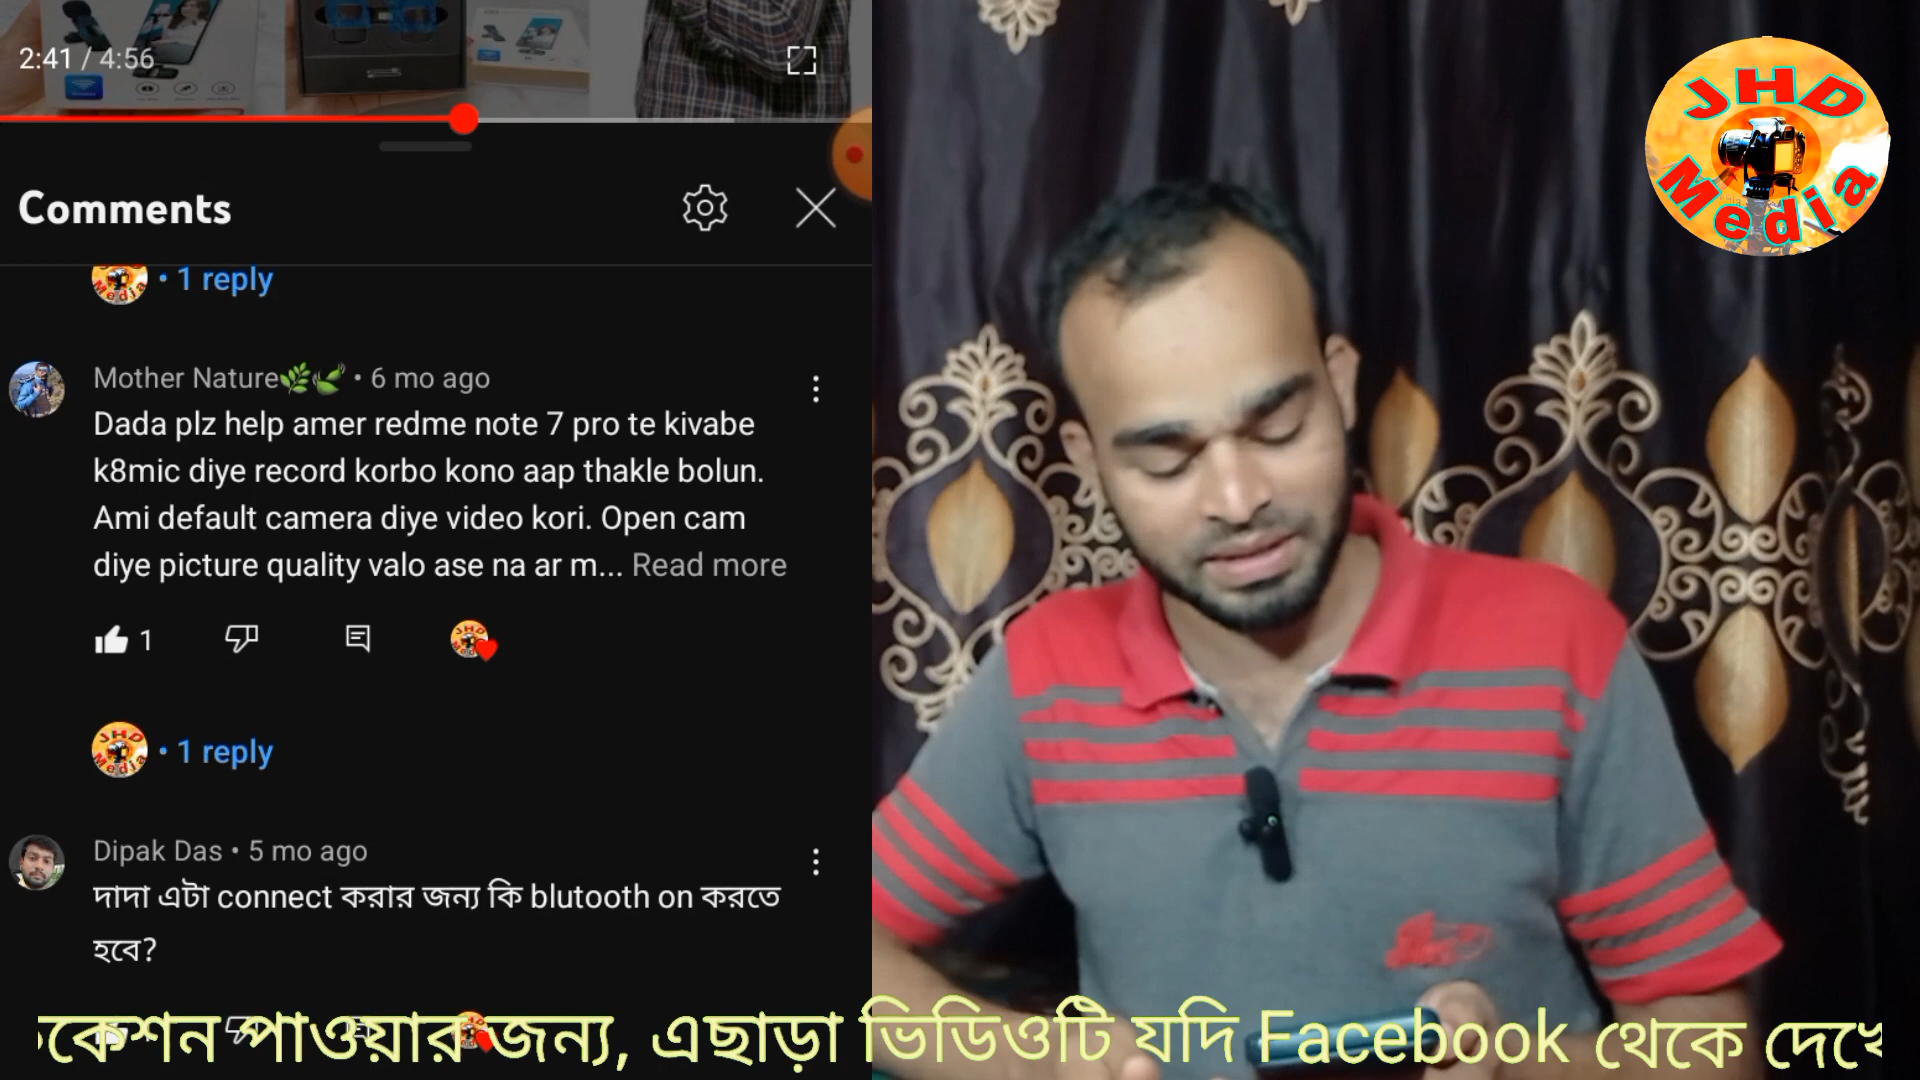 2:41 / 4:56
Comments
• 1 reply
Mother Nature🌿🍃 • 6 mo ago
Dada plz help amer redme note 7 pro te kivabe
k8mic diye record korbo kono aap thakle bolun.
Ami default camera diye video kori. Open cam
diye picture quality valo ase na ar m... Read more
1
• 1 reply
Dipak Das • 5 mo ago
দাদা এটা connect করার জন্য কি blutooth on করতে
হবে?
JHD
Media
পাওয়ার জন্য, এছাড়া ভিডিওটি যদি Facebook থেকে